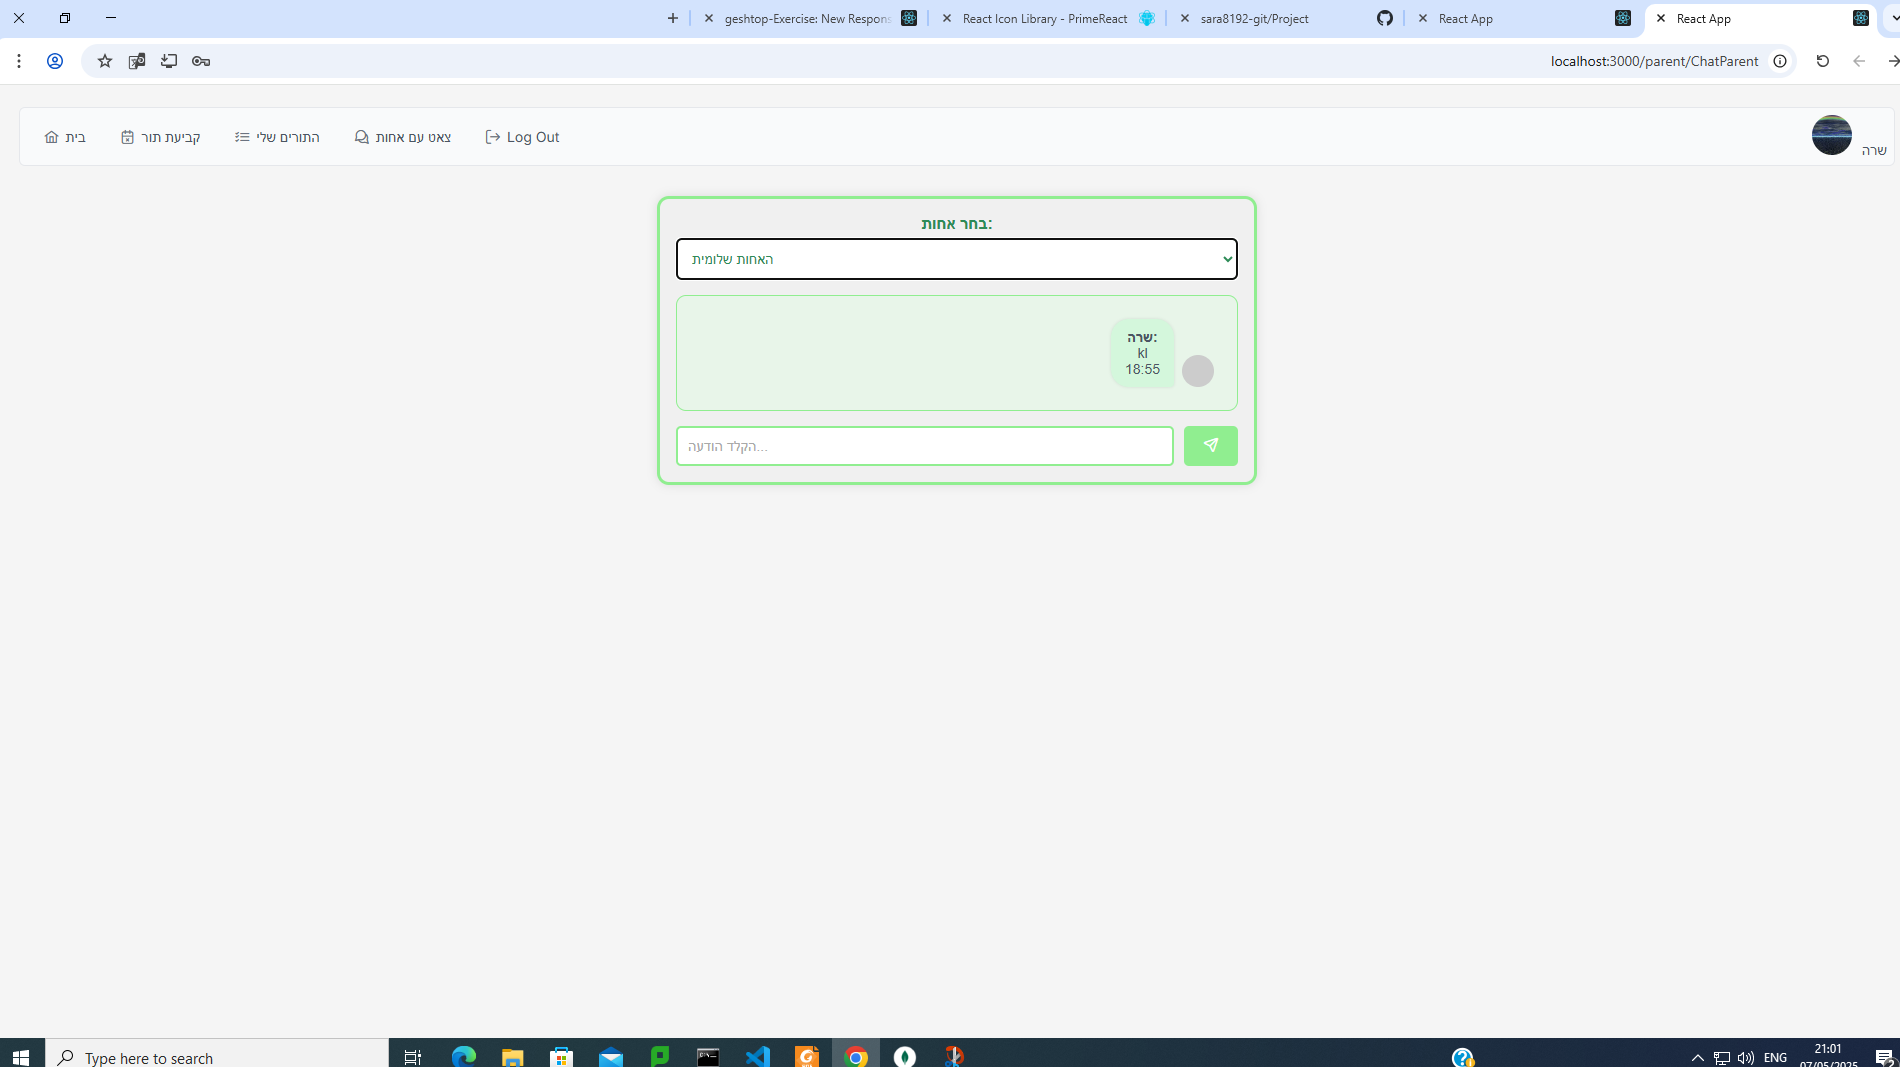 geshtop-Exercise: New Respons
React Icon Library - PrimeReact
sara8192-git/Project
React App
React App
localhost:3000/parent/ChatParent
בית
קביעת תור
התורים שלי
צאט עם אחות
Log Out
שרה
בחר אחות:
האחות שלומית
שרה:
kl
18:55
הקלד הודעה...
Type here to search
ENG
21:01
07/05/2025